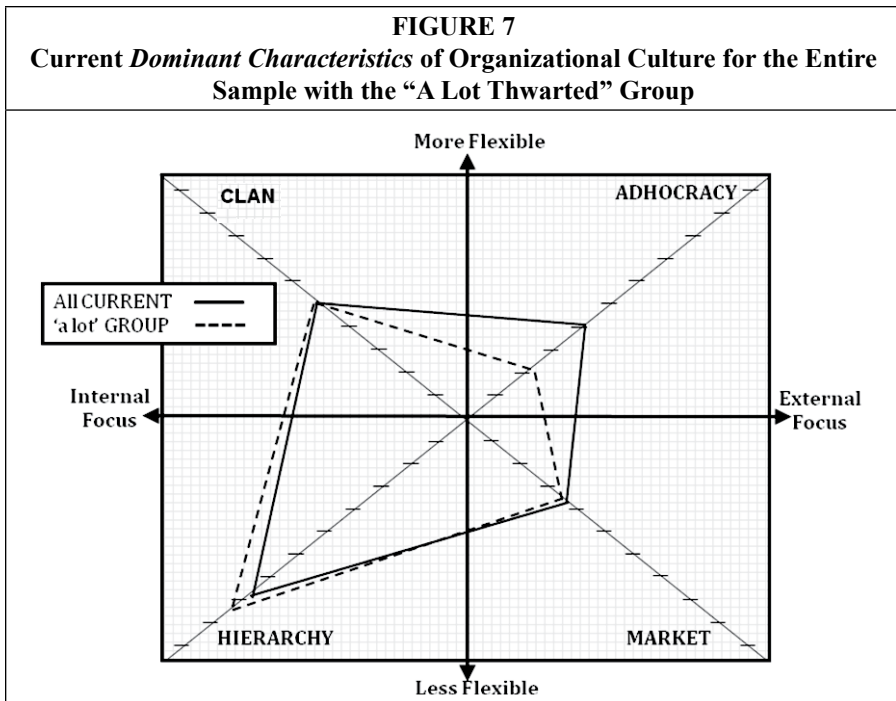 FIGURE 7
Current Dominant Characteristics of Organizational Culture for the Entire
Sample with the “A Lot Thwarted” Group
More Flexible
CLAN
ADHOCRACY
All CURRENT
‘a lot’ GROUP
Internal
Focus
External
Focus
HIERARCHY
MARKET
Less Flexible